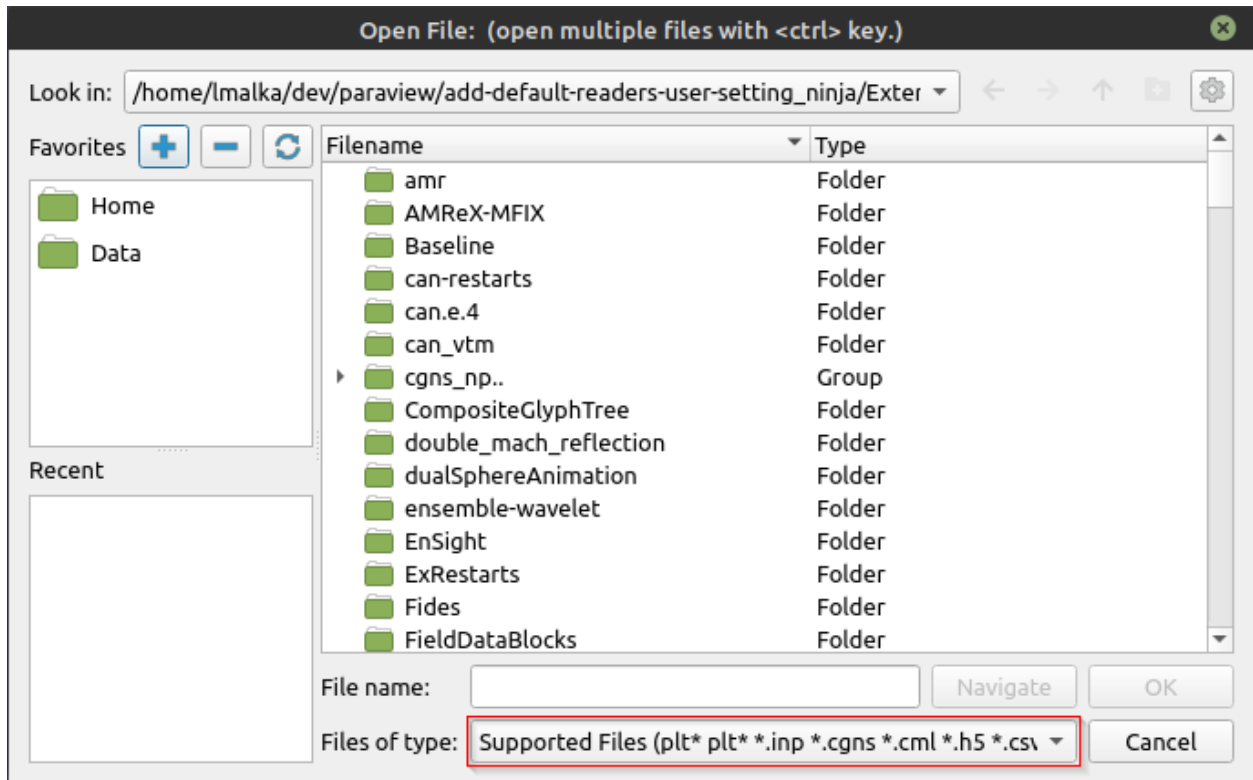 Open File: (open multiple files with <ctrl> key.)
Look in: /home/lmalka/dev/paraview/add-default-readers-user-setting_ninja/Exter
Favorites
Home
Data
Recent
Filename Type
amr Folder
AMReX-MFIX Folder
Baseline Folder
can-restarts Folder
can.e.4 Folder
can_vtm Folder
cgns_np.. Group
CompositeGlyphTree Folder
double_mach_reflection Folder
dualSphereAnimation Folder
ensemble-wavelet Folder
EnSight Folder
ExRestarts Folder
Fides Folder
FieldDataBlocks Folder
File name: Navigate OK
Files of type: Supported Files (plt* plt* *.inp *.cgns *.cml *.h5 *.csv Cancel